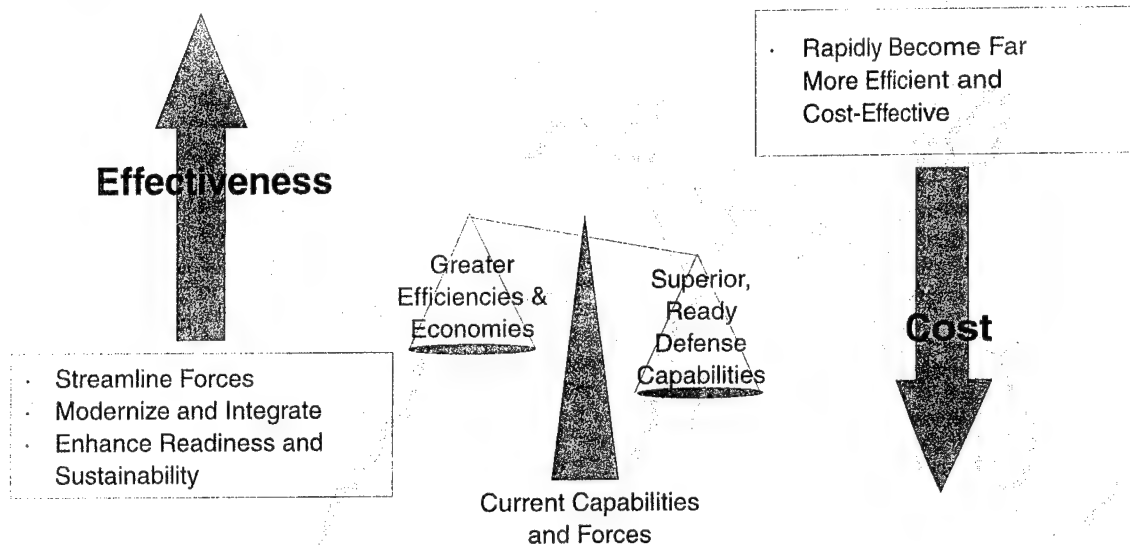 Effectiveness
· Streamline Forces
· Modernize and Integrate
· Enhance Readiness and
Sustainability
Greater
Efficiencies &
Economies
Superior,
Ready
Defense
Capabilities
Current Capabilities
and Forces
· Rapidly Become Far
More Efficient and
Cost-Effective
Cost